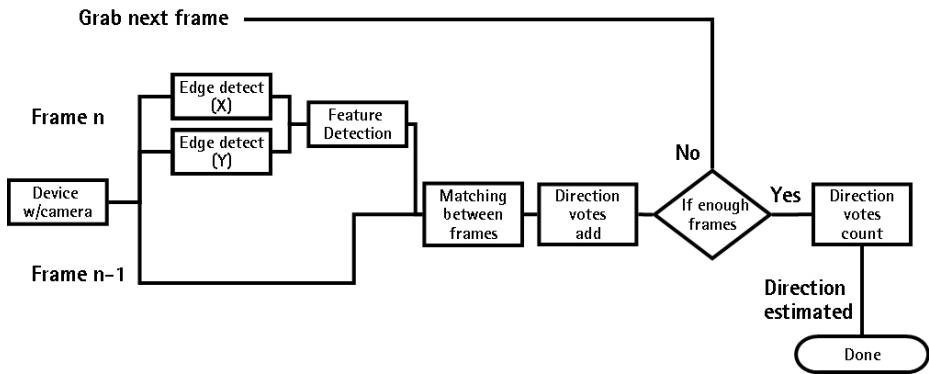 Grab next frame
Frame n
Edge detect
(X)
Edge detect
(Y)
Feature
Detection
Device
w/camera
Frame n-1
Matching
between
frames
Direction
votes
add
No
If enough
frames
Yes
Direction
votes
count
Direction
estimated
Done